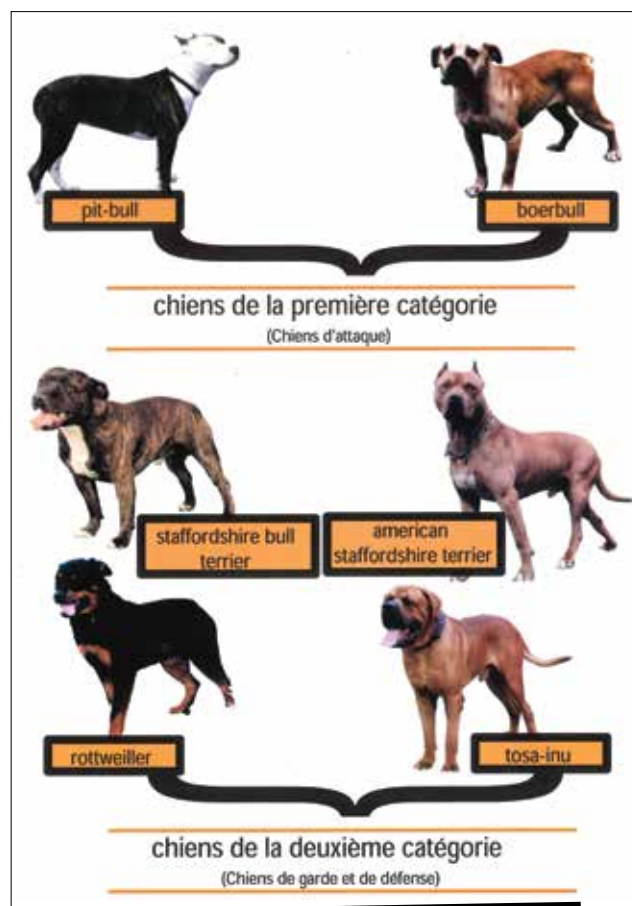 pit-bull
boerbull
chiens de la première catégorie
(Chiens d'attaque)
staffordshire bull
terrier
american
staffordshire terrier
rottweiller
tosa-inu
chiens de la deuxième catégorie
(Chiens de garde et de défense)